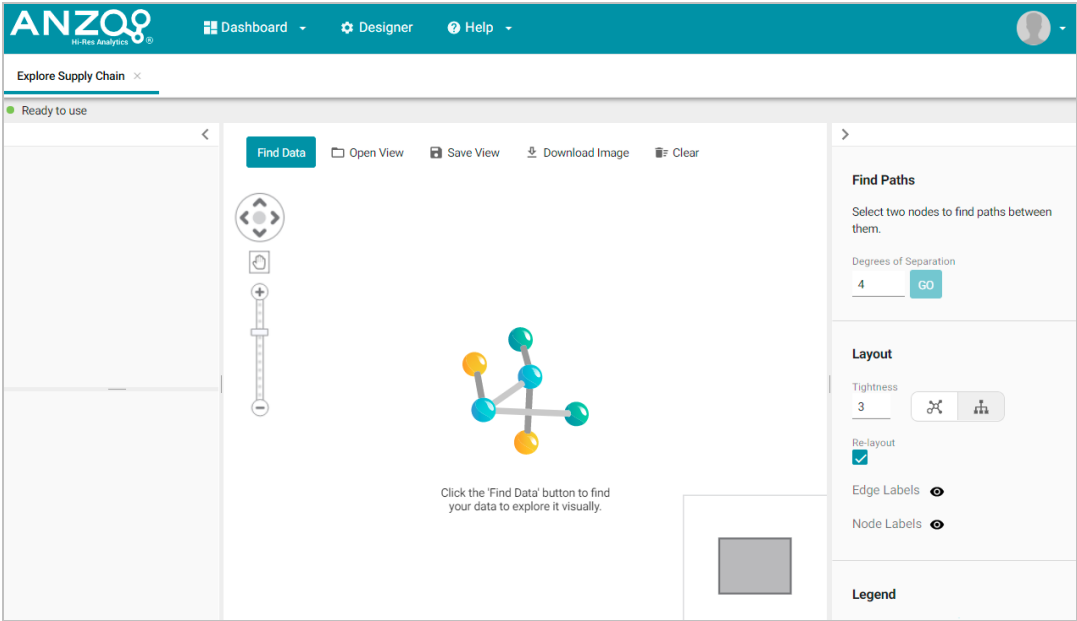 ANZO
Hi-Res Analytics ®
Dashboard
Designer
Help
Explore Supply Chain ×
Ready to use
Find Data
Open View
Save View
Download Image
Clear
Click the 'Find Data' button to find
your data to explore it visually.
Find Paths
Select two nodes to find paths between
them.
Degrees of Separation
4
GO
Layout
Tightness
3
Re-layout
Edge Labels
Node Labels
Legend